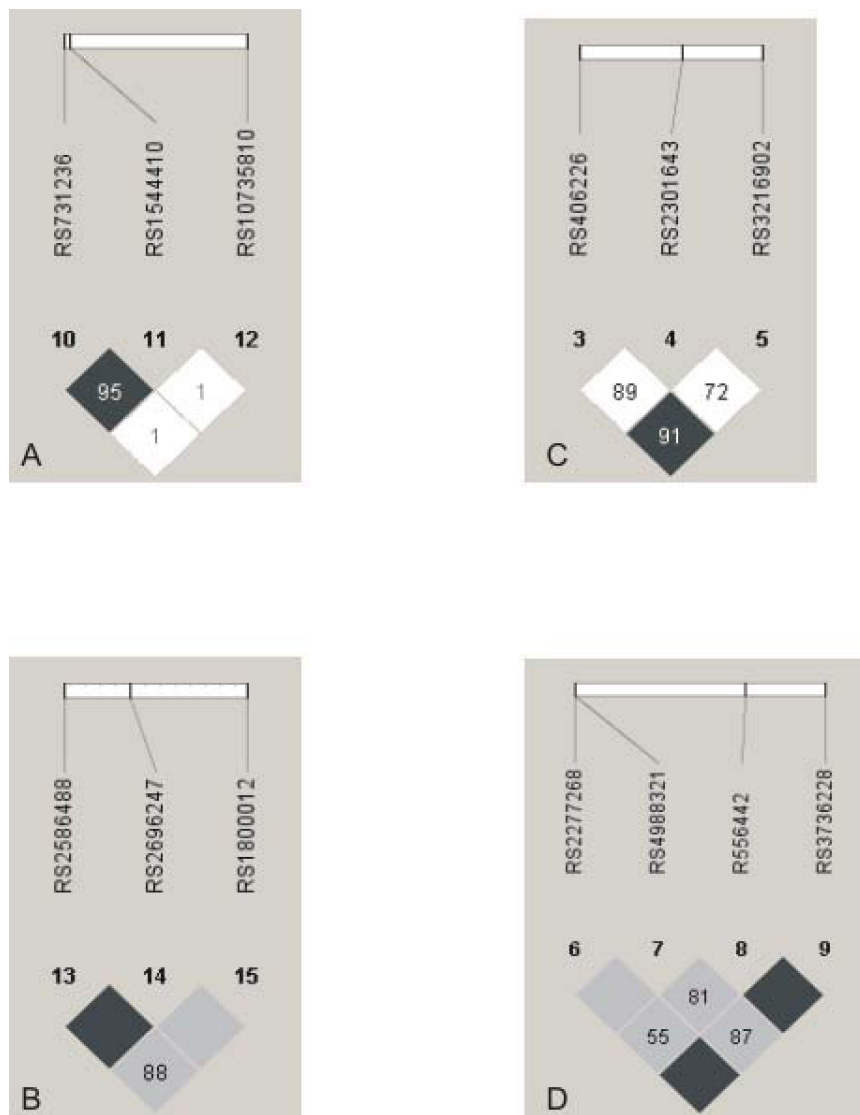 RS731236
RS1544410
RS10735810
10 11 12
95 1
1
A
RS406226
RS2301643
RS3216902
3 4 5
89 72
91
C
RS2586488
RS2696247
RS1800012
13 14 15
88
B
RS2277268
RS4988321
R556442
RS3736228
6 7 8 9
81
55 87
D